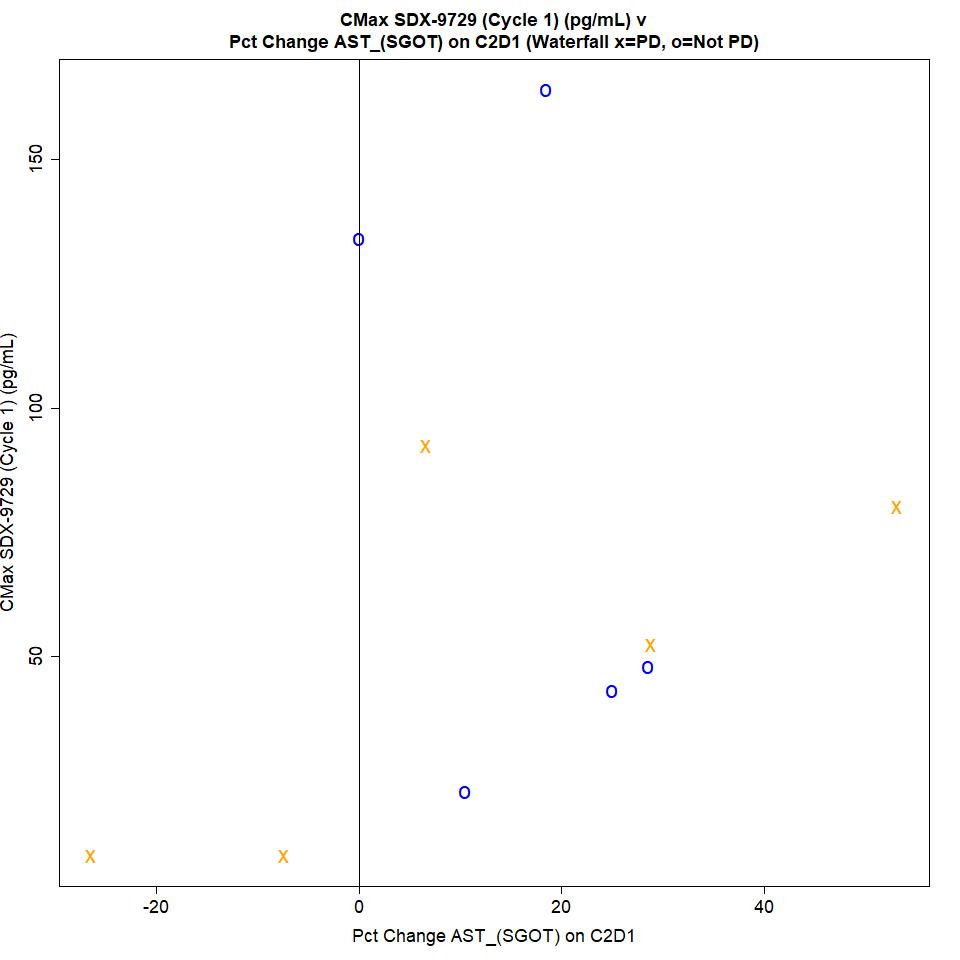 CMax SDX-9729 (Cycle 1) (pg/mL) v
Pct Change AST_(SGOT) on C2D1 (Waterfall x=PD, o=Not PD)
CMax SDX-9729 (Cycle 1) (pg/mL)
150
100
50
O
O
X
X
X
O
O
O
X
X
-20
0
20
40
Pct Change AST_(SGOT) on C2D1